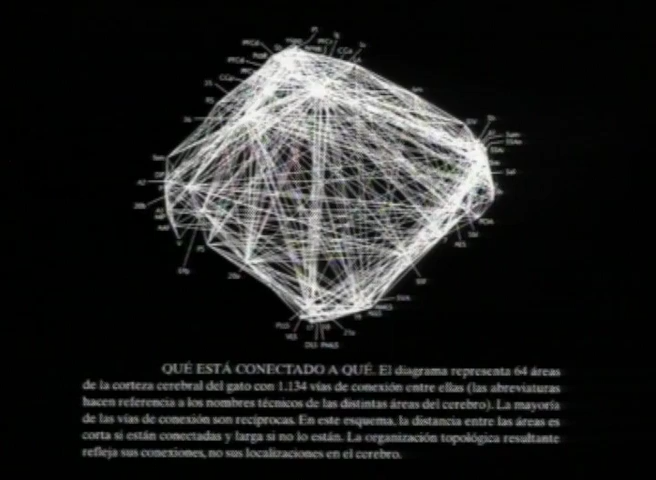 QUÉ ESTÁ CONECTADO A QUÉ. El diagrama representa 64 áreas
de la corteza cerebral del gato con 1.134 vías de conexión entre ellas (las abreviaturas
hacen referencia a los nombres técnicos de las distintas áreas del cerebro). La mayoría
de las vías de conexión son recíprocas. En este esquema, la distancia entre las áreas es
corta si están conectadas y larga si no lo están. La organización topológica resultante
refleja sus conexiones, no sus localizaciones en el cerebro.